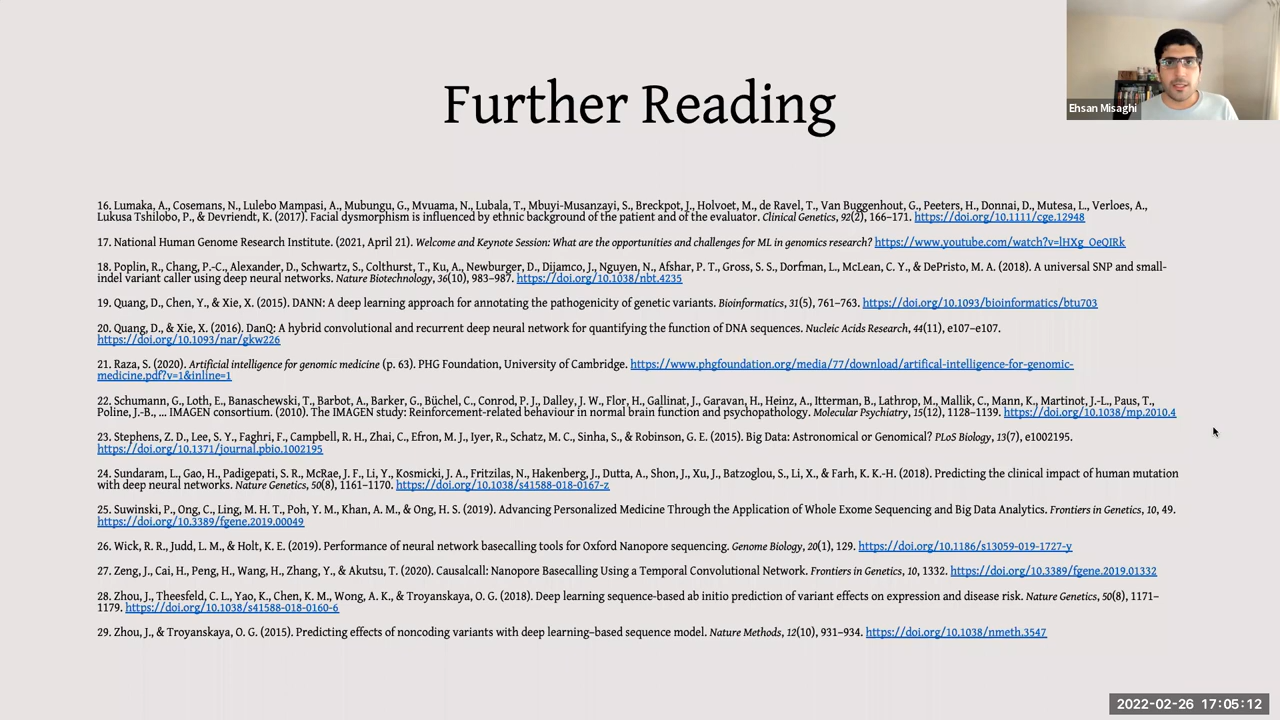 Further Reading
Ehsan Misaghi
16. Lumaka, A., Cosemans, N., Lulebo Mampasi, A., Mubungu, G., Mvuama, N., Lubala, T., Mbuyi-Musanzayi, S., Breckpot, J., Holvoet, M., de Ravel, T., Van Buggenhout, G., Peeters, H., Donnai, D., Mutesa, L., Verloes, A.,
Lukusa Tshilobo, P., & Devriendt, K. (2017). Facial dysmorphism is influenced by ethnic background of the patient and of the evaluator. Clinical Genetics, 92(2), 166–171. https://doi.org/10.1111/cge.12948
17. National Human Genome Research Institute. (2021, April 21). Welcome and Keynote Session: What are the opportunities and challenges for ML in genomics research? https://www.youtube.com/watch?v=lHXg_OeQIRk
18. Poplin, R., Chang, P.-C., Alexander, D., Schwartz, S., Colthurst, T., Ku, A., Newburger, D., Dijamco, J., Nguyen, N., Afshar, P. T., Gross, S. S., Dorfman, L., McLean, C. Y., & DePristo, M. A. (2018). A universal SNP and small-
indel variant caller using deep neural networks. Nature Biotechnology, 36(10), 983–987. https://doi.org/10.1038/nbt.4235
19. Quang, D., Chen, Y., & Xie, X. (2015). DANN: A deep learning approach for annotating the pathogenicity of genetic variants. Bioinformatics, 31(5), 761–763. https://doi.org/10.1093/bioinformatics/btu703
20. Quang, D., & Xie, X. (2016). DanQ: A hybrid convolutional and recurrent deep neural network for quantifying the function of DNA sequences. Nucleic Acids Research, 44(11), e107–e107.
https://doi.org/10.1093/nar/gkw226
21. Raza, S. (2020). Artificial intelligence for genomic medicine (p. 63). PHG Foundation, University of Cambridge. https://www.phgfoundation.org/media/77/download/artifical-intelligence-for-genomic-
medicine.pdf?v=1&inline=1
22. Schumann, G., Loth, E., Banaschewski, T., Barbot, A., Barker, G., Büchel, C., Conrod, P. J., Dalley, J. W., Flor, H., Gallinat, J., Garavan, H., Heinz, A., Itterman, B., Lathrop, M., Mallik, C., Mann, K., Martinot, J.-L., Paus, T.,
Poline, J.-B., … IMAGEN consortium. (2010). The IMAGEN study: Reinforcement-related behaviour in normal brain function and psychopathology. Molecular Psychiatry, 15(12), 1128–1139. https://doi.org/10.1038/mp.2010.4
23. Stephens, Z. D., Lee, S. Y., Faghri, F., Campbell, R. H., Zhai, C., Efron, M. J., Iyer, R., Schatz, M. C., Sinha, S., & Robinson, G. E. (2015). Big Data: Astronomical or Genomical? PLoS Biology, 13(7), e1002195.
https://doi.org/10.1371/journal.pbio.1002195
24. Sundaram, L., Gao, H., Padigepati, S. R., McRae, J. F., Li, Y., Kosmicki, J. A., Fritzilas, N., Hakenberg, J., Dutta, A., Shon, J., Xu, J., Batzoglou, S., Li, X., & Farh, K. K.-H. (2018). Predicting the clinical impact of human mutation
with deep neural networks. Nature Genetics, 50(8), 1161–1170. https://doi.org/10.1038/s41588-018-0167-z
25. Suwinski, P., Ong, C., Ling, M. H. T., Poh, Y. M., Khan, A. M., & Ong, H. S. (2019). Advancing Personalized Medicine Through the Application of Whole Exome Sequencing and Big Data Analytics. Frontiers in Genetics, 10, 49.
https://doi.org/10.3389/fgene.2019.00049
26. Wick, R. R., Judd, L. M., & Holt, K. E. (2019). Performance of neural network basecalling tools for Oxford Nanopore sequencing. Genome Biology, 20(1), 129. https://doi.org/10.1186/s13059-019-1727-y
27. Zeng, J., Cai, H., Peng, H., Wang, H., Zhang, Y., & Akutsu, T. (2020). Causalcall: Nanopore Basecalling Using a Temporal Convolutional Network. Frontiers in Genetics, 10, 1332. https://doi.org/10.3389/fgene.2019.01332
28. Zhou, J., Theesfeld, C. L., Yao, K., Chen, K. M., Wong, A. K., & Troyanskaya, O. G. (2018). Deep learning sequence-based ab initio prediction of variant effects on expression and disease risk. Nature Genetics, 50(8), 1171–
1179. https://doi.org/10.1038/s41588-018-0160-6
29. Zhou, J., & Troyanskaya, O. G. (2015). Predicting effects of noncoding variants with deep learning–based sequence model. Nature Methods, 12(10), 931–934. https://doi.org/10.1038/nmeth.3547
2022-02-26 17:05:12